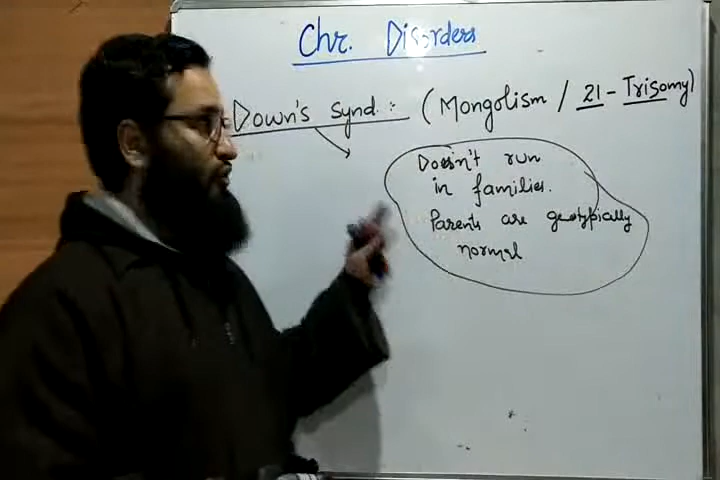 Chr. Disorders
Down's Synd. :- (Mongolism / 21 - Trisomy)
Doesn't run
in families.
Parents are genotypically
normal